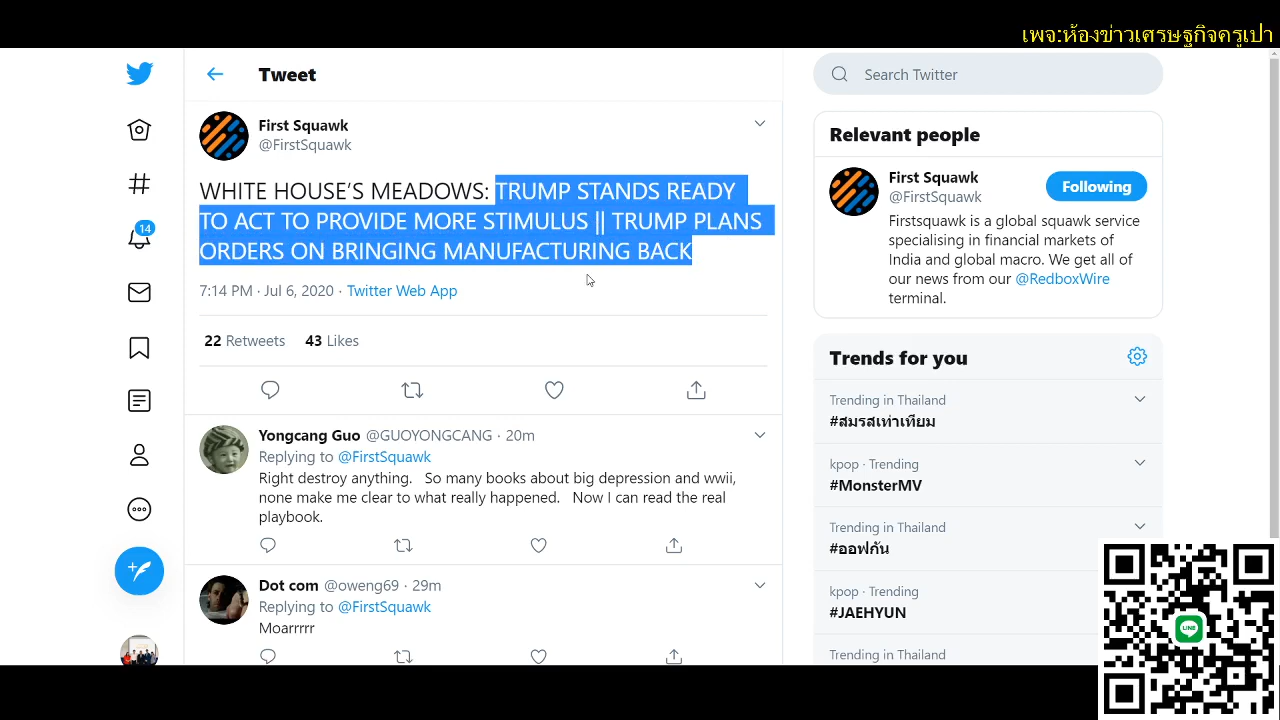 เพจ:ห้องข่าวเศรษฐกิจครูเปา
Tweet
First Squawk
@FirstSquawk
WHITE HOUSE'S MEADOWS: TRUMP STANDS READY
TO ACT TO PROVIDE MORE STIMULUS || TRUMP PLANS
ORDERS ON BRINGING MANUFACTURING BACK
7:14 PM · Jul 6, 2020 · Twitter Web App
22 Retweets 43 Likes
Yongcang Guo @GUOYONGCANG · 20m
Replying to @FirstSquawk
Right destroy anything. So many books about big depression and wwii,
none make me clear to what really happened. Now I can read the real
playbook.
Dot com @oweng69 · 29m
Replying to @FirstSquawk
Moarrrrr
14
Search Twitter
Relevant people
First Squawk
@FirstSquawk
Following
Firstsquawk is a global squawk service
specialising in financial markets of
India and global macro. We get all of
our news from our @RedboxWire
terminal.
Trends for you
Trending in Thailand
#สมรสเท่าเทียม
kpop · Trending
#MonsterMV
Trending in Thailand
#ออฟกัน
kpop · Trending
#JAEHYUN
Trending in Thailand
LINE